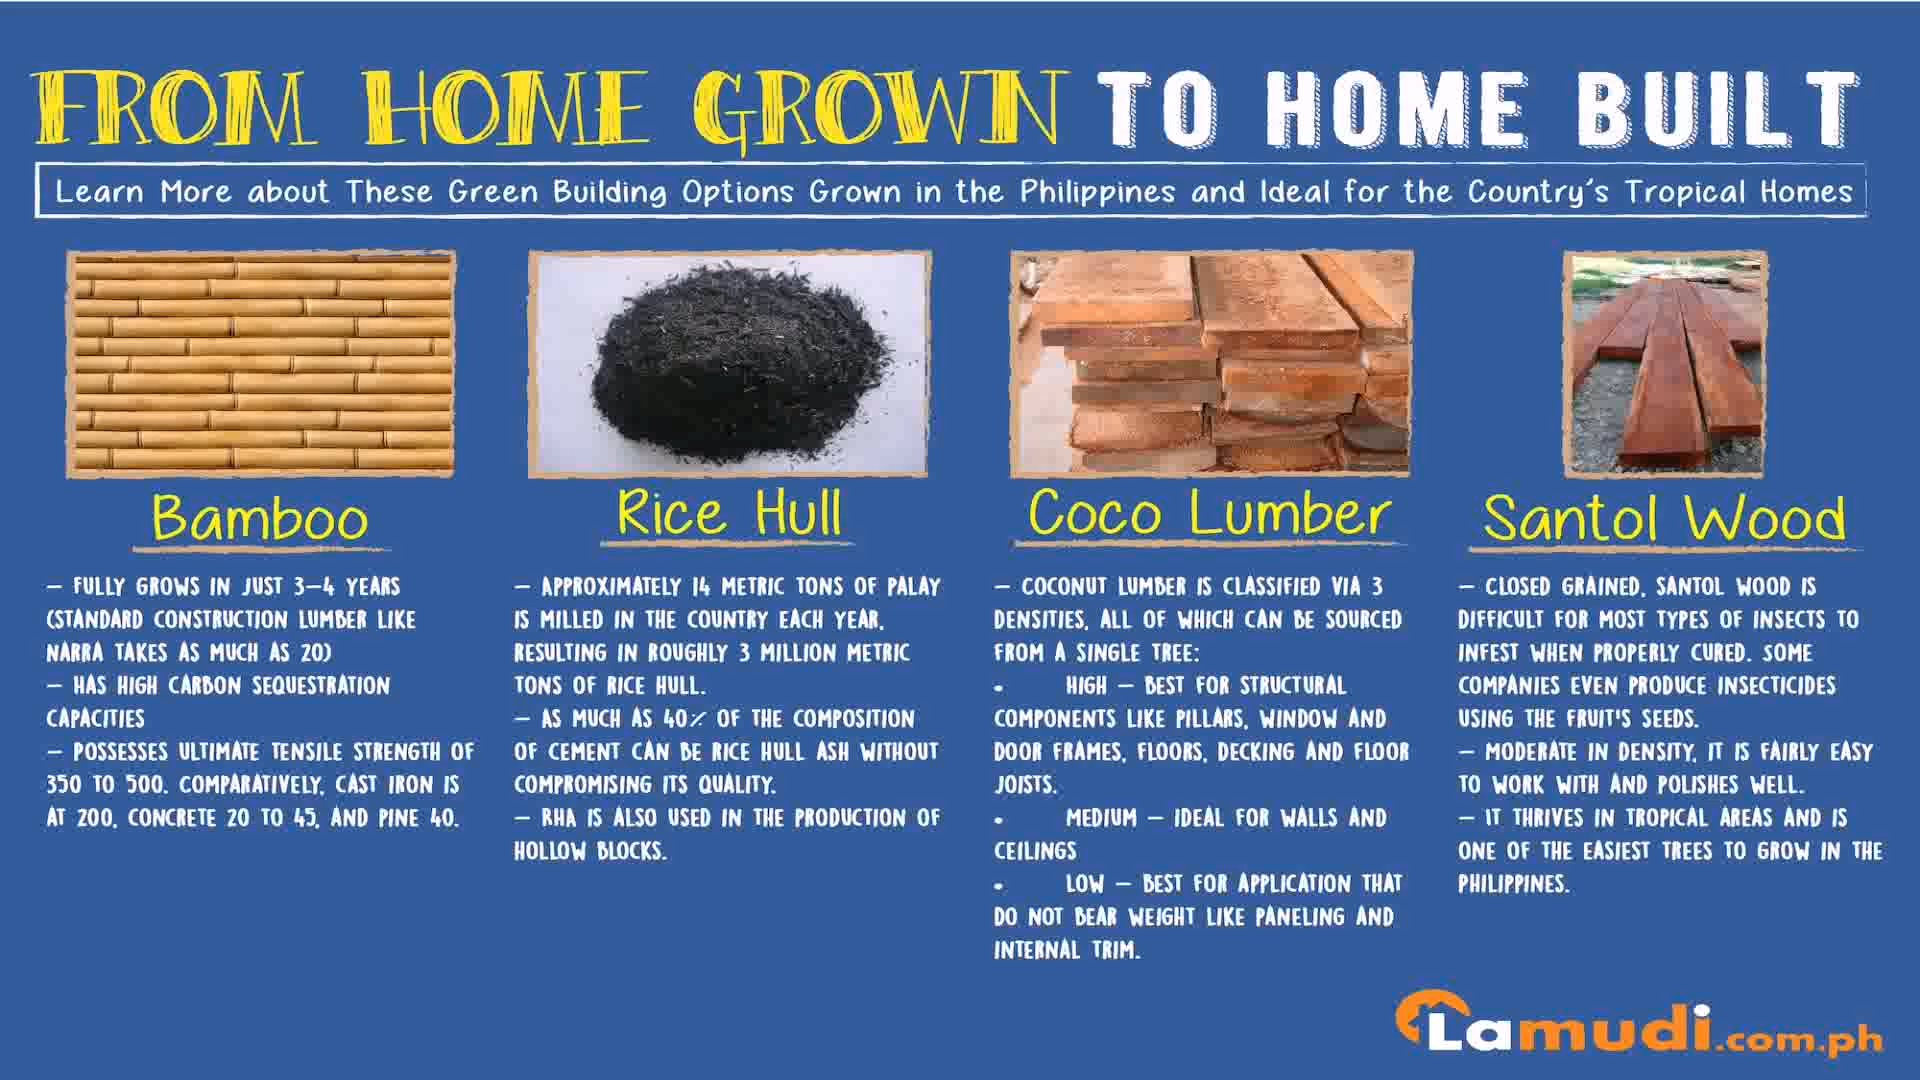 FROM HOME GROWN TO HOME BUILT
Learn More about These Green Building Options Grown in the Philippines and Ideal for the Country's Tropical Homes
Bamboo
– FULLY GROWS IN JUST 3–4 YEARS
(STANDARD CONSTRUCTION LUMBER LIKE
NARRA TAKES AS MUCH AS 20)
– HAS HIGH CARBON SEQUESTRATION
CAPACITIES
– POSSESSES ULTIMATE TENSILE STRENGTH OF
350 TO 500. COMPARATIVELY, CAST IRON IS
AT 200, CONCRETE 20 TO 45, AND PINE 40.
Rice Hull
– APPROXIMATELY 14 METRIC TONS OF PALAY
IS MILLED IN THE COUNTRY EACH YEAR,
RESULTING IN ROUGHLY 3 MILLION METRIC
TONS OF RICE HULL.
– AS MUCH AS 40% OF THE COMPOSITION
OF CEMENT CAN BE RICE HULL ASH WITHOUT
COMPROMISING ITS QUALITY.
– RHA IS ALSO USED IN THE PRODUCTION OF
HOLLOW BLOCKS.
Coco Lumber
– COCONUT LUMBER IS CLASSIFIED VIA 3
DENSITIES, ALL OF WHICH CAN BE SOURCED
FROM A SINGLE TREE:
• HIGH – BEST FOR STRUCTURAL
COMPONENTS LIKE PILLARS, WINDOW AND
DOOR FRAMES, FLOORS, DECKING AND FLOOR
JOISTS.
• MEDIUM – IDEAL FOR WALLS AND
CEILINGS
• LOW – BEST FOR APPLICATION THAT
DO NOT BEAR WEIGHT LIKE PANELING AND
INTERNAL TRIM.
Santol Wood
– CLOSED GRAINED, SANTOL WOOD IS
DIFFICULT FOR MOST TYPES OF INSECTS TO
INFEST WHEN PROPERLY CURED. SOME
COMPANIES EVEN PRODUCE INSECTICIDES
USING THE FRUIT'S SEEDS.
– MODERATE IN DENSITY, IT IS FAIRLY EASY
TO WORK WITH AND POLISHES WELL.
– IT THRIVES IN TROPICAL AREAS AND IS
ONE OF THE EASIEST TREES TO GROW IN THE
PHILIPPINES.
Lamudi.com.ph